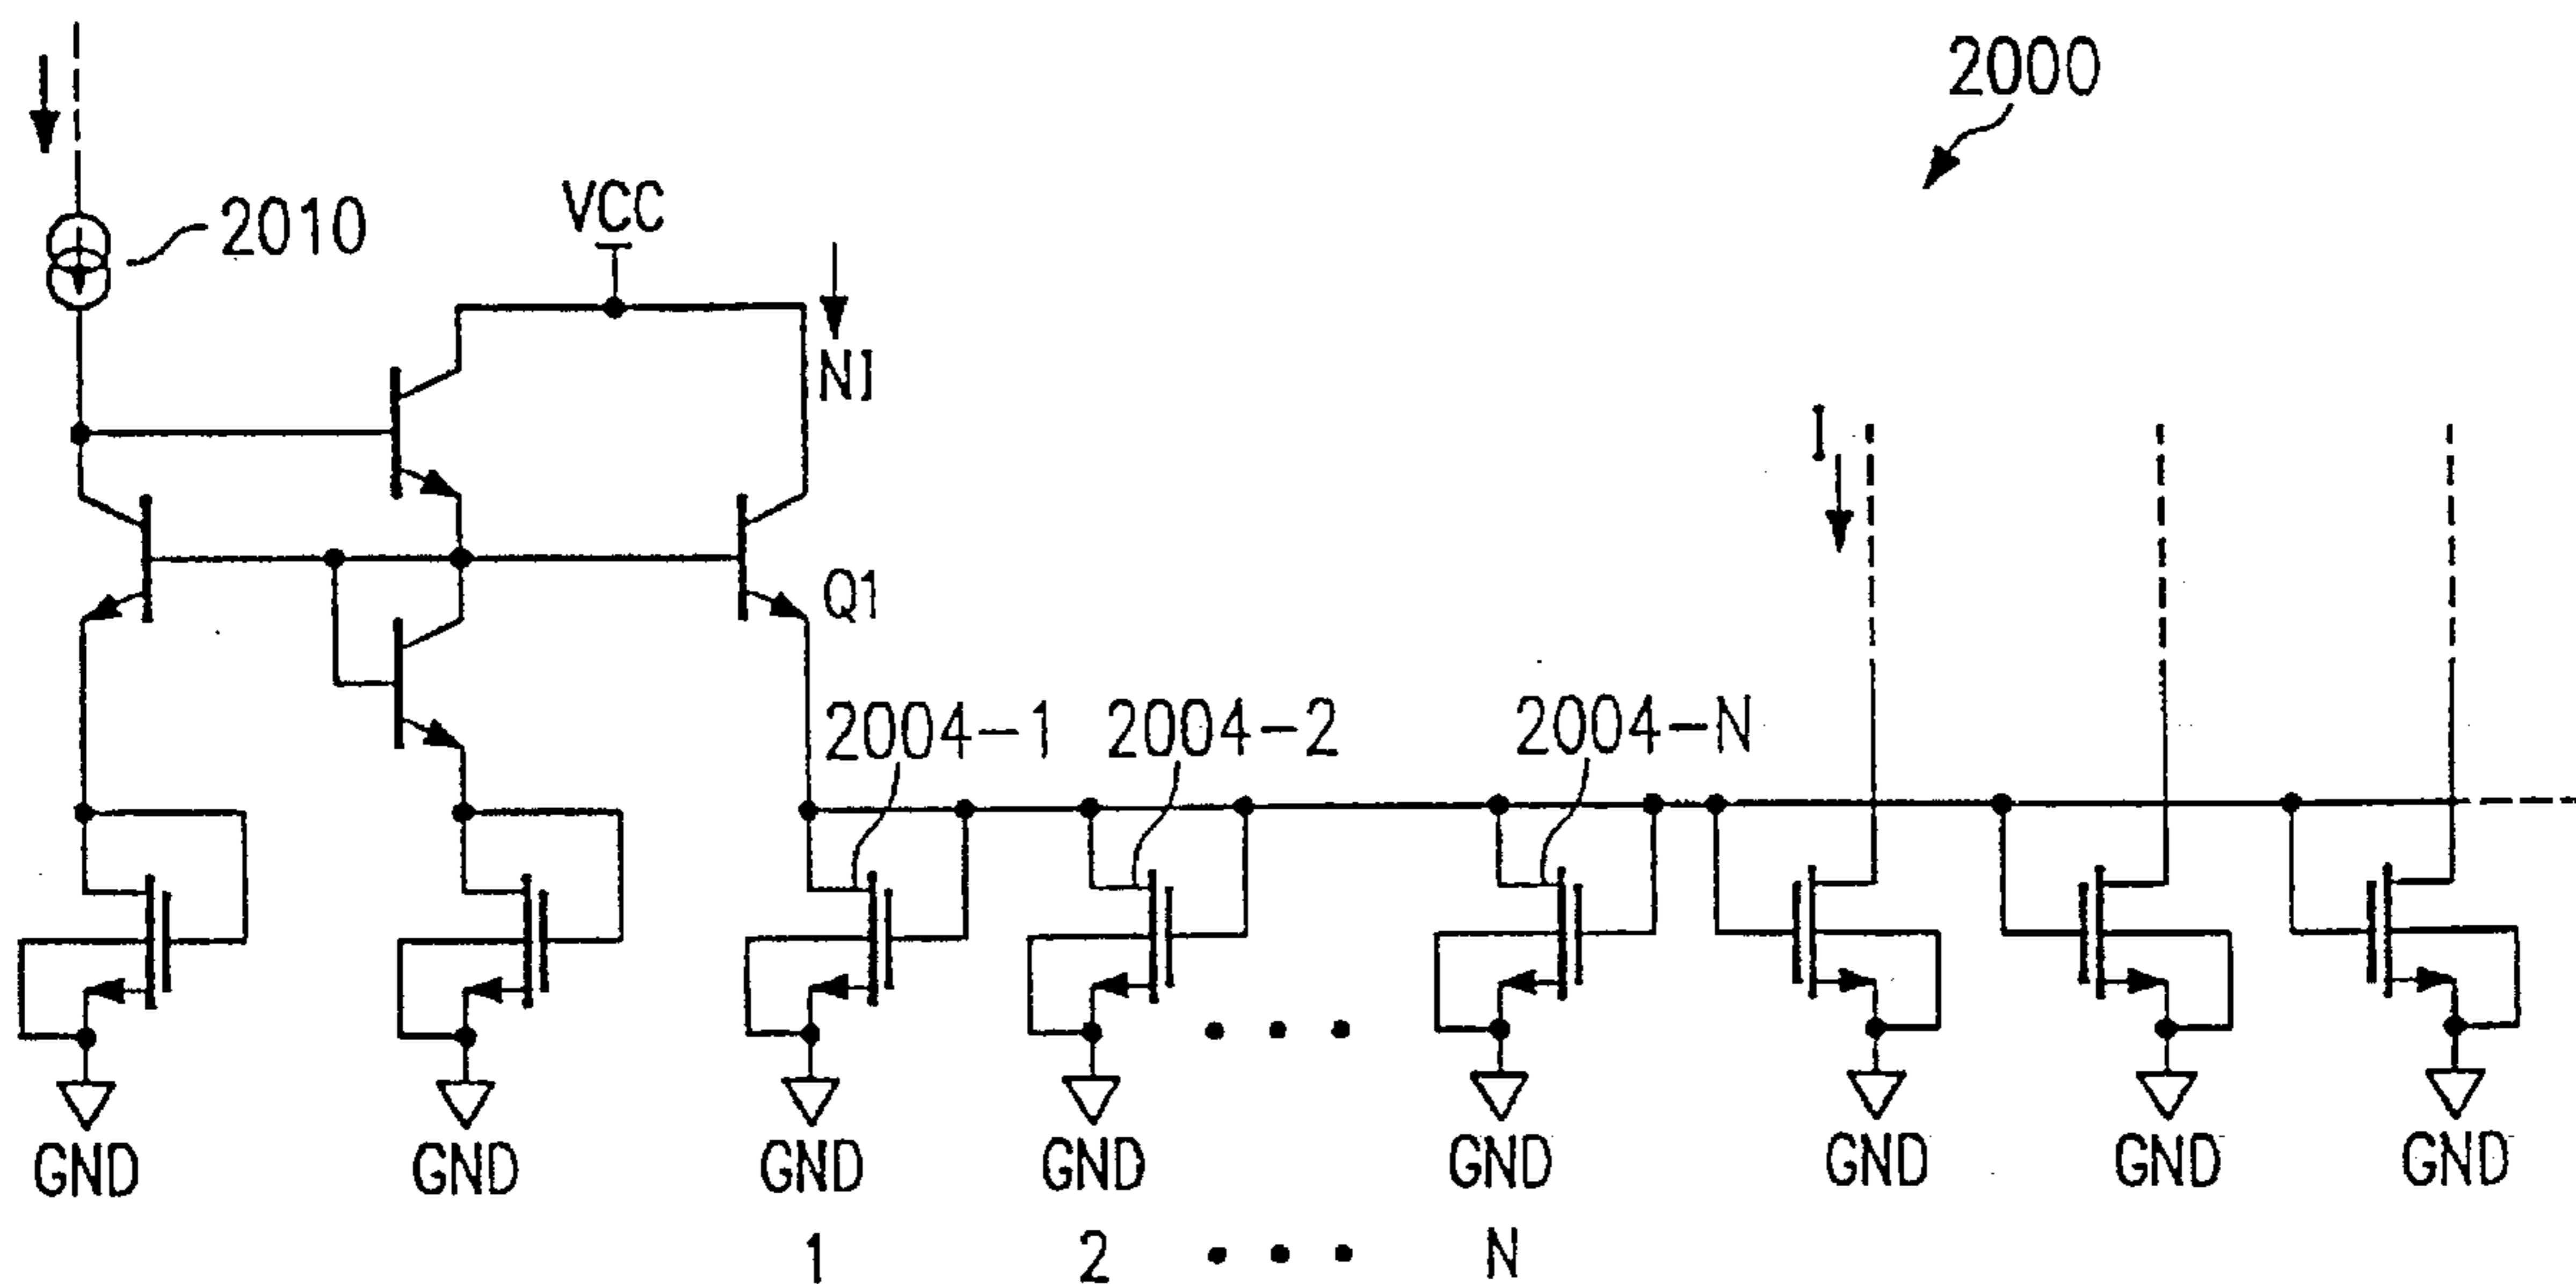 2000
2010
VCC
NI
I
Q1
2004-1
2004-2
2004-N
GND
GND
GND
GND
GND
GND
GND
GND
1
2
• • •
N